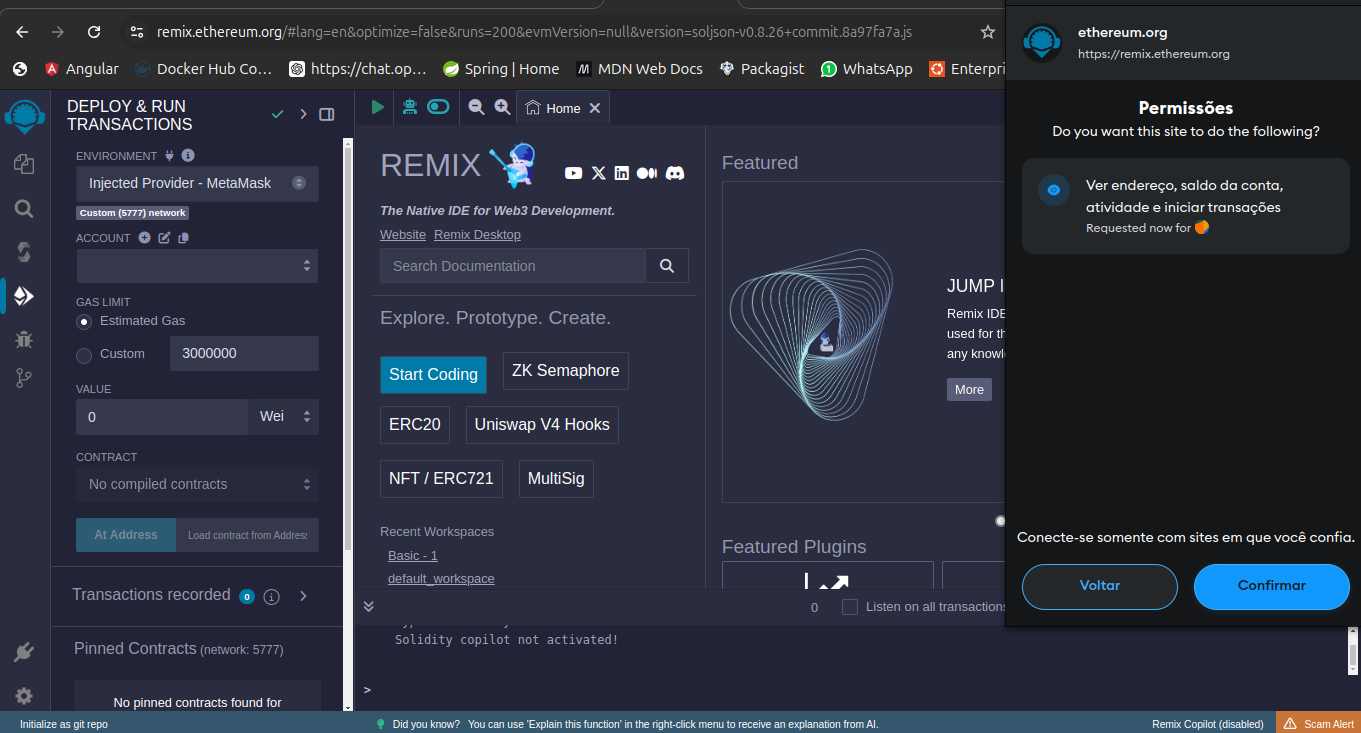 remix.ethereum.org/#lang=en&optimize=false&runs=200&evmVersion=null&version=soljson-v0.8.26+commit.8a97fa7a.js
Angular
Docker Hub Co…
https://chat.op…
Spring | Home
MDN Web Docs
Packagist
WhatsApp
Enterpri
DEPLOY & RUN
TRANSACTIONS
ENVIRONMENT
Injected Provider - MetaMask
Custom (5777) network
ACCOUNT
GAS LIMIT
Estimated Gas
Custom
3000000
VALUE
0
Wei
CONTRACT
No compiled contracts
At Address
Load contract from Address
Transactions recorded 0
Pinned Contracts (network: 5777)
No pinned contracts found for
Home
REMIX
The Native IDE for Web3 Development.
Website Remix Desktop
Search Documentation
Explore. Prototype. Create.
Start Coding
ZK Semaphore
ERC20
Uniswap V4 Hooks
NFT / ERC721
MultiSig
Recent Workspaces
Basic - 1
default_workspace
Featured
JUMP I
Remix IDE
used for th
any knowl
More
Featured Plugins
0
Listen on all transactions
Solidity copilot not activated!
>
ethereum.org
https://remix.ethereum.org
Permissões
Do you want this site to do the following?
Ver endereço, saldo da conta,
atividade e iniciar transações
Requested now for
Conecte-se somente com sites em que você confia.
Voltar
Confirmar
Initialize as git repo
Did you know? You can use 'Explain this function' in the right-click menu to receive an explanation from AI.
Remix Copilot (disabled)
Scam Alert